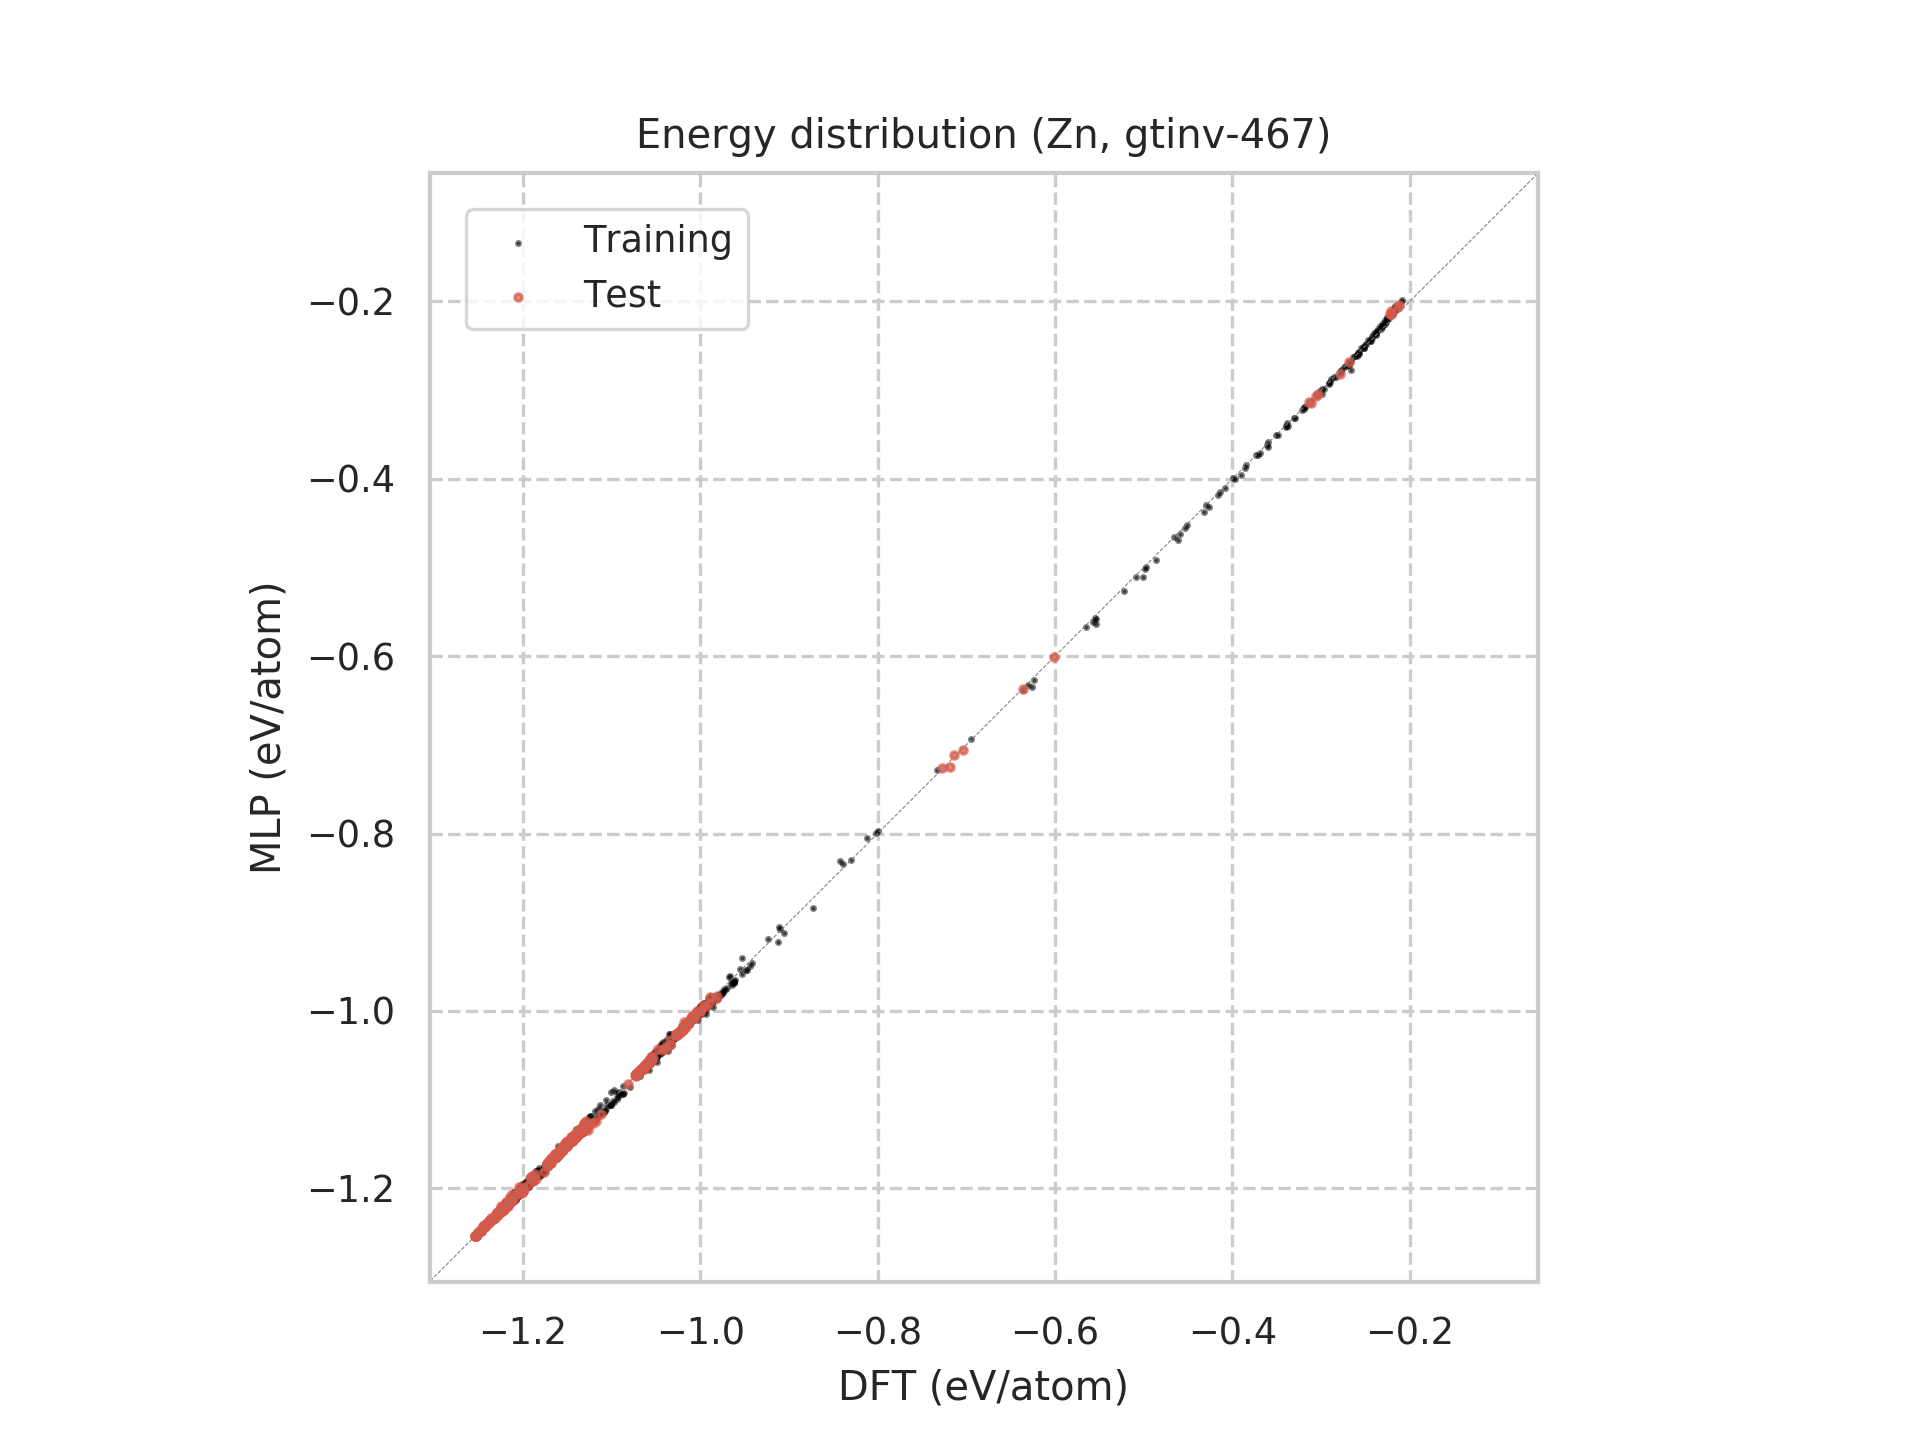 Energy distribution (Zn, gtinv-467)
Training
Test
−0.2
−0.4
−0.6
−0.8
−1.0
−1.2
MLP (eV/atom)
−1.2 −1.0 −0.8 −0.6 −0.4 −0.2
DFT (eV/atom)